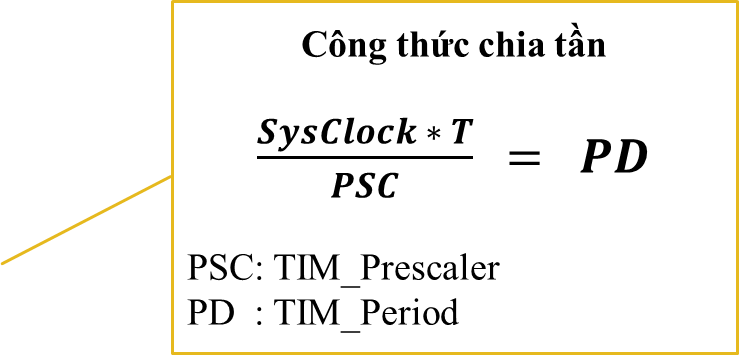 Công thức chia tần
SysClock * T
PSC
= PD
PSC: TIM_Prescaler
PD : TIM_Period